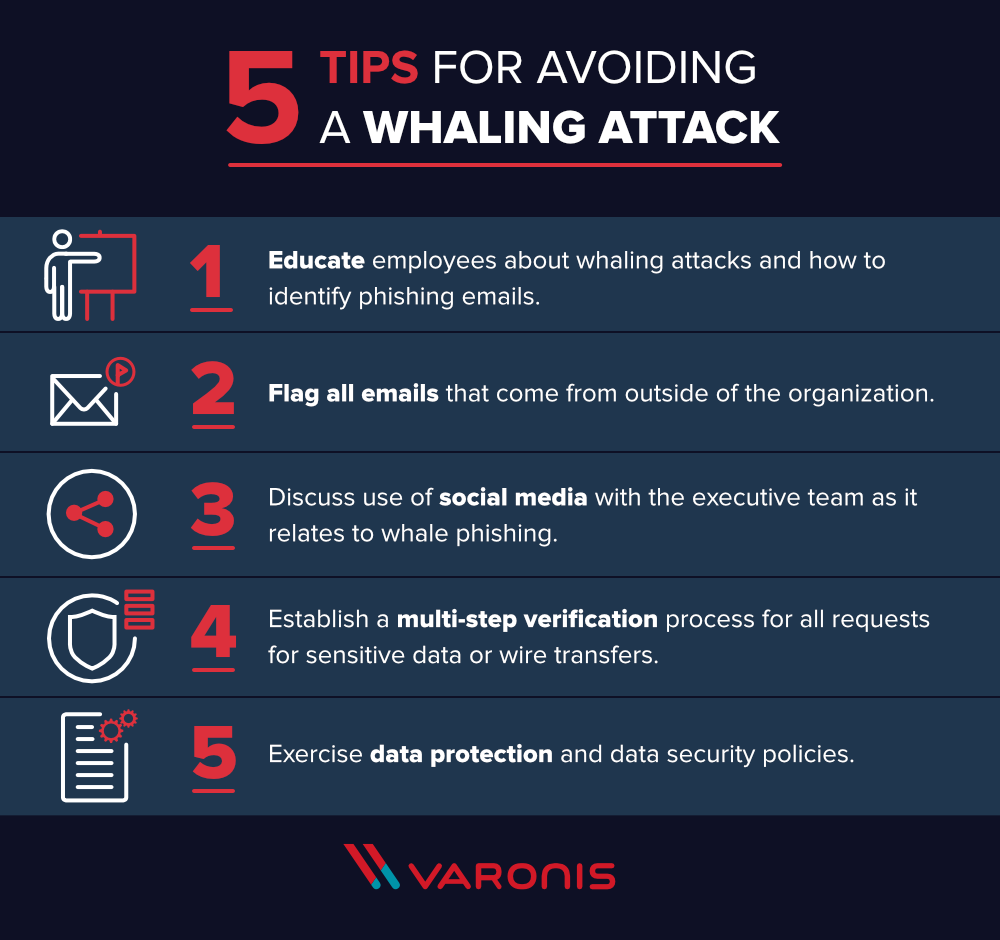 5 TIPS FOR AVOIDING
A WHALING ATTACK
1 Educate employees about whaling attacks and how to
identify phishing emails.
2 Flag all emails that come from outside of the organization.
3 Discuss use of social media with the executive team as it
relates to whale phishing.
4 Establish a multi-step verification process for all requests
for sensitive data or wire transfers.
5 Exercise data protection and data security policies.
VARONIS